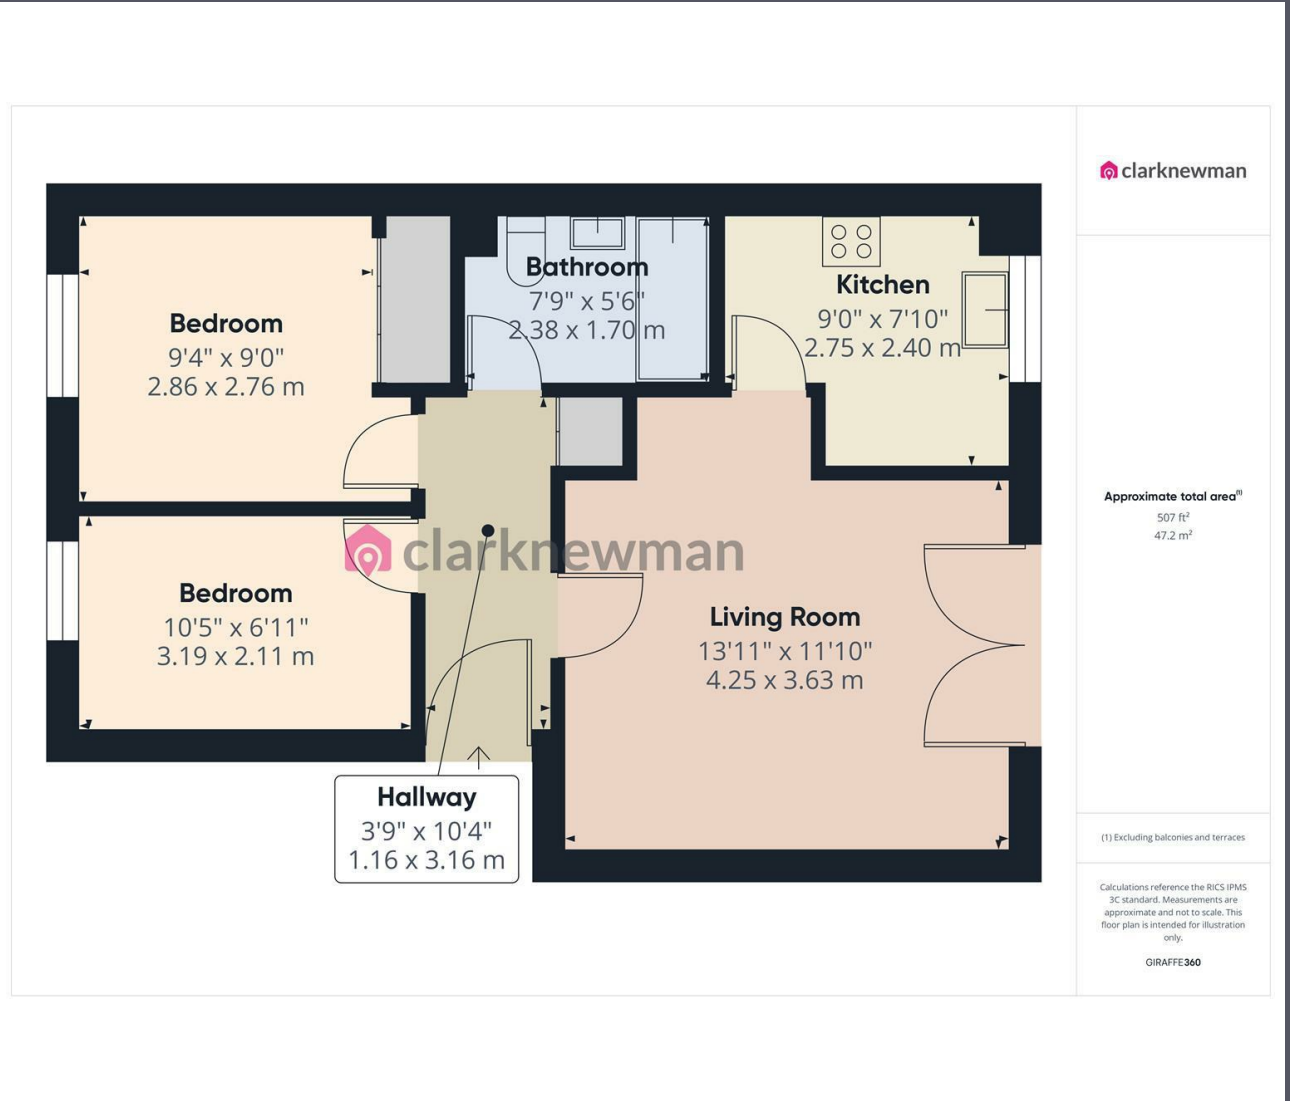 clarknewman
Bedroom
9'4" x 9'0"
2.86 x 2.76 m
Bathroom
7'9" x 5'6"
2.38 x 1.70 m
Kitchen
9'0" x 7'10"
2.75 x 2.40 m
Bedroom
10'5" x 6'11"
3.19 x 2.11 m
clarknewman
Living Room
13'11" x 11'10"
4.25 x 3.63 m
Hallway
3'9" x 10'4"
1.16 x 3.16 m
Approximate total area⁽¹⁾
507 ft²
47.2 m²
(1) Excluding balconies and terraces
Calculations reference the RICS IPMS
3C standard. Measurements are
approximate and not to scale. This
floor plan is intended for illustration
only.
GIRAFFE360